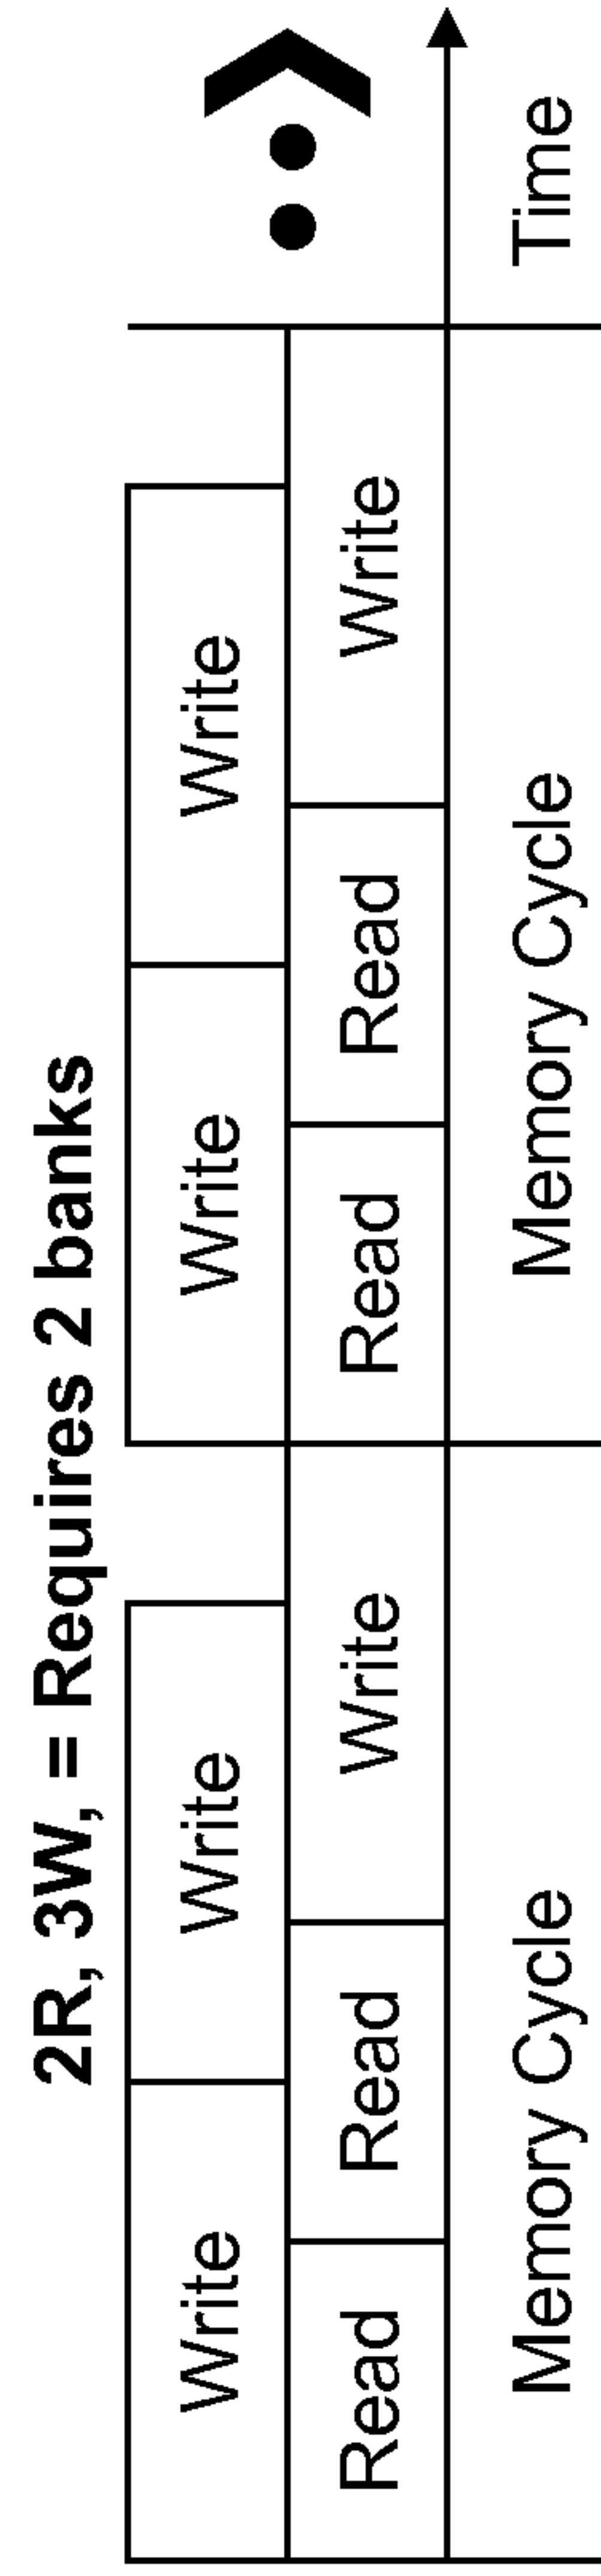 2R, 3W, = Requires 2 banks
Write Write Write Write
Read Read Write Read Read Write
Memory Cycle Memory Cycle Time